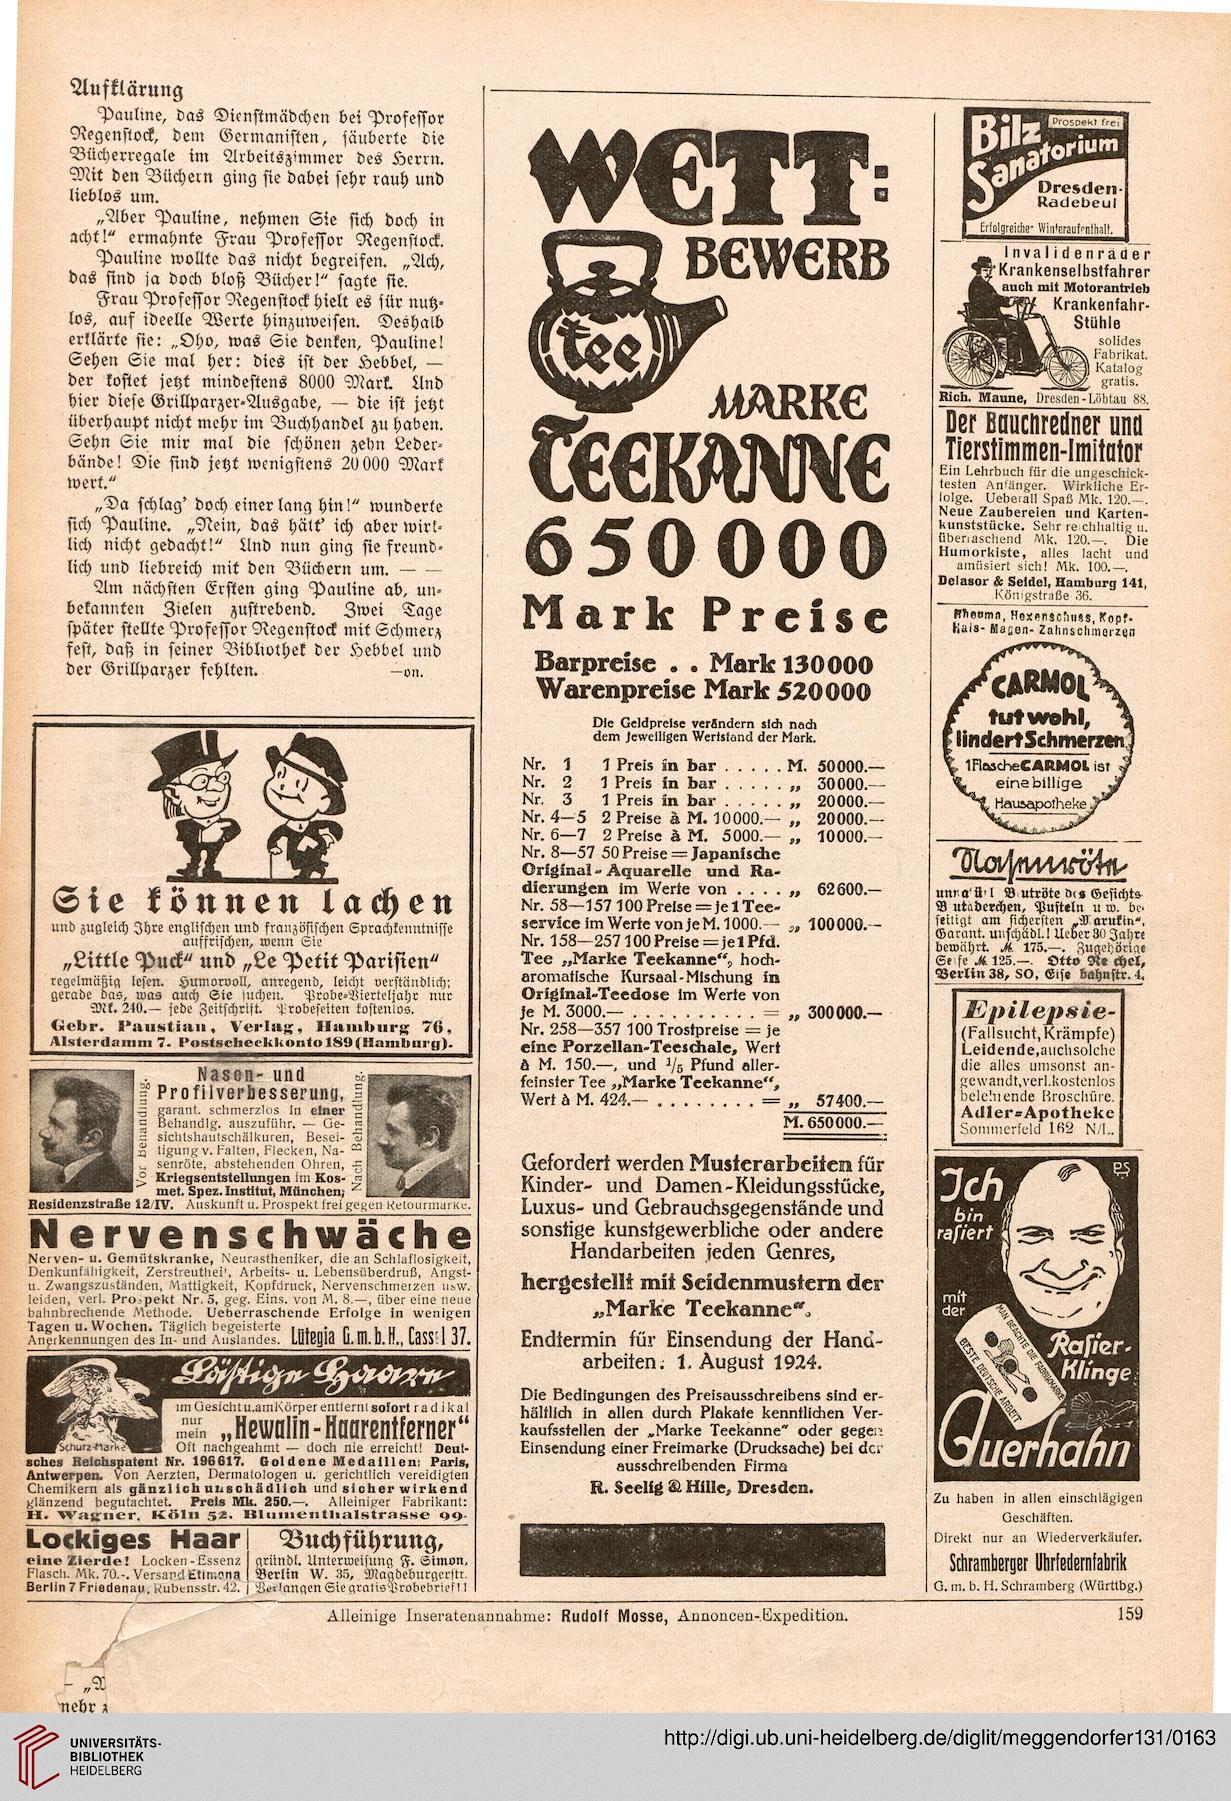 Aufklärung
Pauline, das Dienstmädchen bei Professor
Regenstock, dem Germanisten, säuberte die
Bücherregale im Arbeitszimmer des Herrn.
Mit den Büchern ging sie dabei sehr rauh und
lieblos um.
„Aber Pauline, nehmen Sie sich doch in
acht!“ ermahnte Frau Professor Regenstock.
Pauline wollte das nicht begreifen. „Ach,
das sind ja doch bloß Bücher!“ sagte sie.
Frau Professor Regenstock hielt es für nutz-
los, auf ideelle Werte hinzuweisen. Deshalb
erklärte sie: „Oho, was Sie denken, Pauline!
Sehen Sie mal her: dies ist der Hebbel, —
der kostet jetzt mindestens 8000 Mark. Und
hier diese Grillparzer-Ausgabe, — die ist jetzt
überhaupt nicht mehr im Buchhandel zu haben.
Sehn Sie mir mal die schönen zehn Leder-
bände! Die sind jetzt wenigstens 20000 Mark
wert.“
„Da schlag' doch einer lang hin!“ wunderte
sich Pauline. „Nein, das hätt' ich aber wirk-
lich nicht gedacht!“ Und nun ging sie freund-
lich und liebreich mit den Büchern um. — —
Am nächsten Ersten ging Pauline ab, un-
bekannten Zielen zustrebend. Zwei Tage
später stellte Professor Regenstock mit Schmerz
fest, daß in seiner Bibliothek der Hebbel und
der Grillparzer fehlten. —on.
Sie können lachen
und zugleich Ihre englischen und französischen Sprachkenntnisse
auffrischen, wenn Sie
„Little Puck“ und „Le Petit Parisien“
regelmäßig lesen. Humorvoll, anregend, leicht verständlich;
gerade das, was auch Sie suchen. Probe-Vierteljahr nur
Mk. 240.— jede Zeitschrift. Probeseiten kostenlos.
Gebr. Paustian, Verlag, Hamburg 76,
Alsterdamm 7. Postscheckkonto 189 (Hamburg).
Vor Behandlung.
Nasen- und
Profilverbesserung,
garant. schmerzlos in einer
Behandlg. auszuführ. — Ge-
sichtshautschälkuren, Besei-
tigung v. Falten, Flecken, Na-
senröte, abstehenden Ohren,
Kriegsentstellungen im Kos-
met. Spez. Institut, München,
Nach Behandlung.
Residenzstraße 12/IV. Auskunft u. Prospekt frei gegen Retourmarke.
Nervenschwäche
Nerven- u. Gemütskranke, Neurastheniker, die an Schlaflosigkeit,
Denkunfähigkeit, Zerstreutheit, Arbeits- u. Lebensüberdruß, Angst-
u. Zwangszuständen, Mattigkeit, Kopfdruck, Nervenschmerzen usw.
leiden, verl. Prospekt Nr. 5, geg. Eins. von M. 8.—, über eine neue
bahnbrechende Methode. Ueberraschende Erfolge in wenigen
Tagen u. Wochen. Täglich begeisterte
Anerkennungen des In- und Auslandes. Lütegia G.m.b.H., Cassel 37.
Lästige Haare
Schutz-Marke
im Gesicht u. am Körper entfernt sofort radikal
nur
mein „Hewalin-Haarentferner“
Oft nachgeahmt — doch nie erreicht! Deut-
sches Reichspatent Nr. 196617. Goldene Medaillen: Paris,
Antwerpen. Von Aerzten, Dermatologen u. gerichtlich vereidigten
Chemikern als gänzlich unschädlich und sicher wirkend
glänzend begutachtet. Preis Mk. 250.—. Alleiniger Fabrikant:
H. Wagner, Köln 52, Blumenthalstrasse 99.
Lockiges Haar
eine Zierde! Locken-Essenz
Flasch. Mk. 70.-. Versand Etimona
Berlin 7 Friedenau, Rubensstr. 42.
Buchführung,
gründl. Unterweisung F. Simon,
Berlin W. 35, Magdeburgerstr.
Verlangen Sie gratis Probebrief 11
WETT=
BEWERB
tee
MARKE
TEEKANNE
650000
Mark Preise
Barpreise . . Mark 130000
Warenpreise Mark 520000
Die Geldpreise verändern sich nach
dem jeweiligen Wertstand der Mark.
Nr. 1 1 Preis in bar . . . . . M. 50000.—
Nr. 2 1 Preis in bar . . . . . „ 30000.—
Nr. 3 1 Preis in bar . . . . . „ 20000.—
Nr. 4—5 2 Preise à M. 10000.— „ 20000.—
Nr. 6—7 2 Preise à M. 5000.— „ 10000.—
Nr. 8—57 50 Preise = Japanische
Original-Aquarelle und Ra-
dierungen im Werte von . . . . „ 62600.—
Nr. 58—157 100 Preise = je 1 Tee-
service im Werte von je M. 1000.— „ 100000.—
Nr. 158—257 100 Preise = je 1 Pfd.
Tee „Marke Teekanne“, hoch-
aromatische Kursaal-Mischung in
Original-Teedose im Werte von
je M. 3000.— . . . . . . . . . . = „ 300000.—
Nr. 258—357 100 Trostpreise = je
eine Porzellan-Teeschale, Wert
à M. 150.—, und 1/5 Pfund aller-
feinster Tee „Marke Teekanne“,
Wert à M. 424.— . . . . . . . . = „ 57400.—
M. 650000.—
Gefordert werden Musterarbeiten für
Kinder- und Damen-Kleidungsstücke,
Luxus- und Gebrauchsgegenstände und
sonstige kunstgewerbliche oder andere
Handarbeiten jeden Genres,
hergestellt mit Seidenmustern der
„Marke Teekanne“.
Endtermin für Einsendung der Hand-
arbeiten: 1. August 1924.
Die Bedingungen des Preisausschreibens sind er-
hältlich in allen durch Plakate kenntlichen Ver-
kaufsstellen der „Marke Teekanne“ oder gegen
Einsendung einer Freimarke (Drucksache) bei der
ausschreibenden Firma
R. Seelig & Hille, Dresden.
Bilz
Prospekt frei
Sanatorium
Dresden-
Radebeul
Erfolgreicher Winteraufenthalt.
Invalidenräder
Krankenselbstfahrer
auch mit Motorantrieb
Krankenfahr-
Stühle
solides
Fabrikat.
Katalog
gratis.
Rich. Maune, Dresden-Löbtau 88.
Der Bauchredner und
Tierstimmen-Imitator
Ein Lehrbuch für die ungeschick-
testen Anfänger. Wirkliche Er-
folge. Ueberall Spaß Mk. 120.—.
Neue Zaubereien und Karten-
kunststücke. Sehr reichhaltig u.
überraschend Mk. 120.—. Die
Humorkiste, alles lacht und
amüsiert sich! Mk. 100.—.
Delasor & Seidel, Hamburg 141,
Königstraße 36.
Rheuma, Hexenschuss, Kopf-
Hals- Magen- Zahnschmerzen
CARMOL
tut wohl,
lindert Schmerzen
1 Flasche CARMOL ist
eine billige
Hausapotheke
Nasenröte
Blutröte des Gesichts
Blutäderchen, Pusteln usw. be-
seitigt am sichersten „Marukin“.
Garant. unschädl.! Ueber 30 Jahre
bewährt. M 175.—. Zugehörige
Seife M 125.—. Otto Reichel,
Berlin 38, SO, Eisenbahnstr. 4.
Epilepsie-
(Fallsucht, Krämpfe)
Leidende, auch solche
die alles umsonst an-
gewandt, verl. kostenlos
belehrende Broschüre.
Adler-Apotheke
Sommerfeld 162 N/L.
PS
Ich
bin
rasiert
mit
der
MAN BEACHTE DIE FABRIKMARKE
BESTE DEUTSCHE ARBEIT
Rasier-
Klinge
Querhahn
Zu haben in allen einschlägigen
Geschäften.
Direkt nur an Wiederverkäufer.
Schramberger Uhrfedernfabrik
G. m. b. H. Schramberg (Württbg.)
Alleinige Inseratenannahme: Rudolf Mosse, Annoncen-Expedition.
159
mehr
UNIVERSITÄTS-
BIBLIOTHEK
HEIDELBERG
http://digi.ub.uni-heidelberg.de/diglit/meggendorfer131/0163